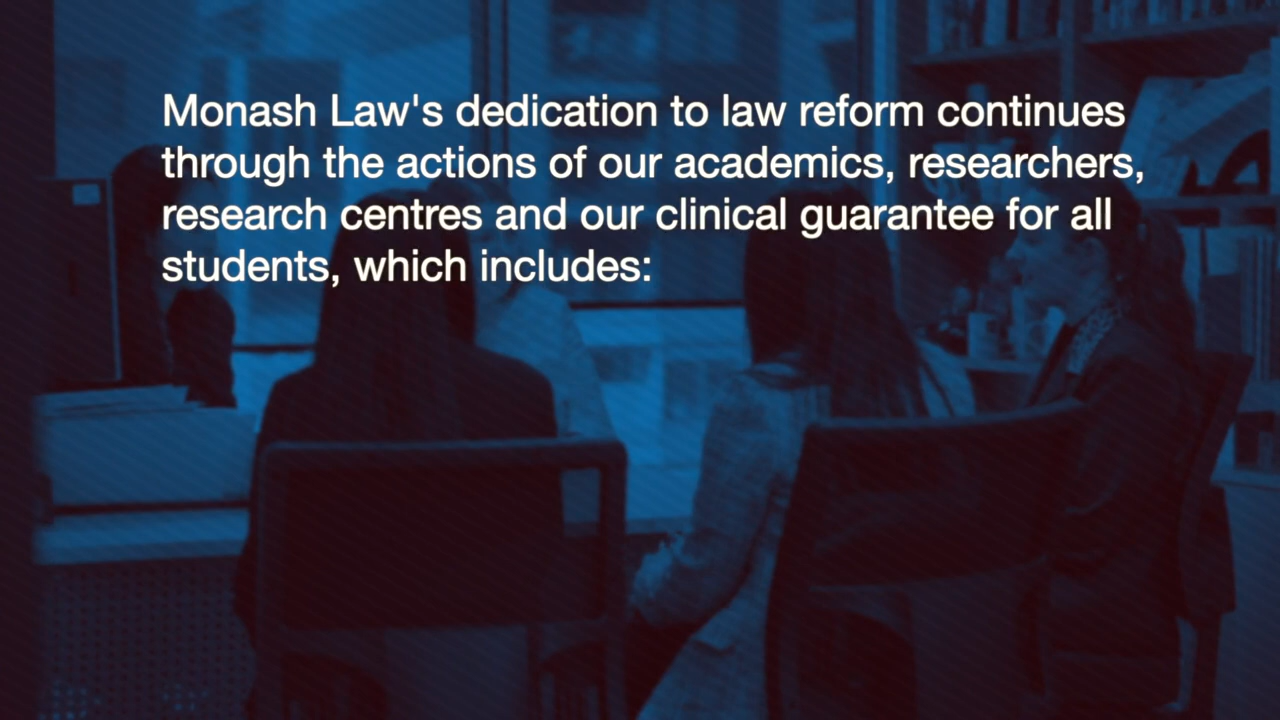 Monash Law's dedication to law reform continues
through the actions of our academics, researchers,
research centres and our clinical guarantee for all
students, which includes: